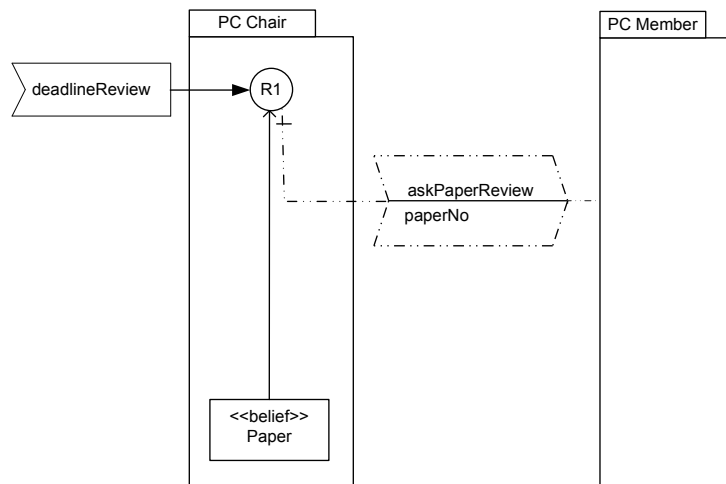 PC Chair
PC Member
deadlineReview
R1
askPaperReview
paperNo
<<belief>>
Paper